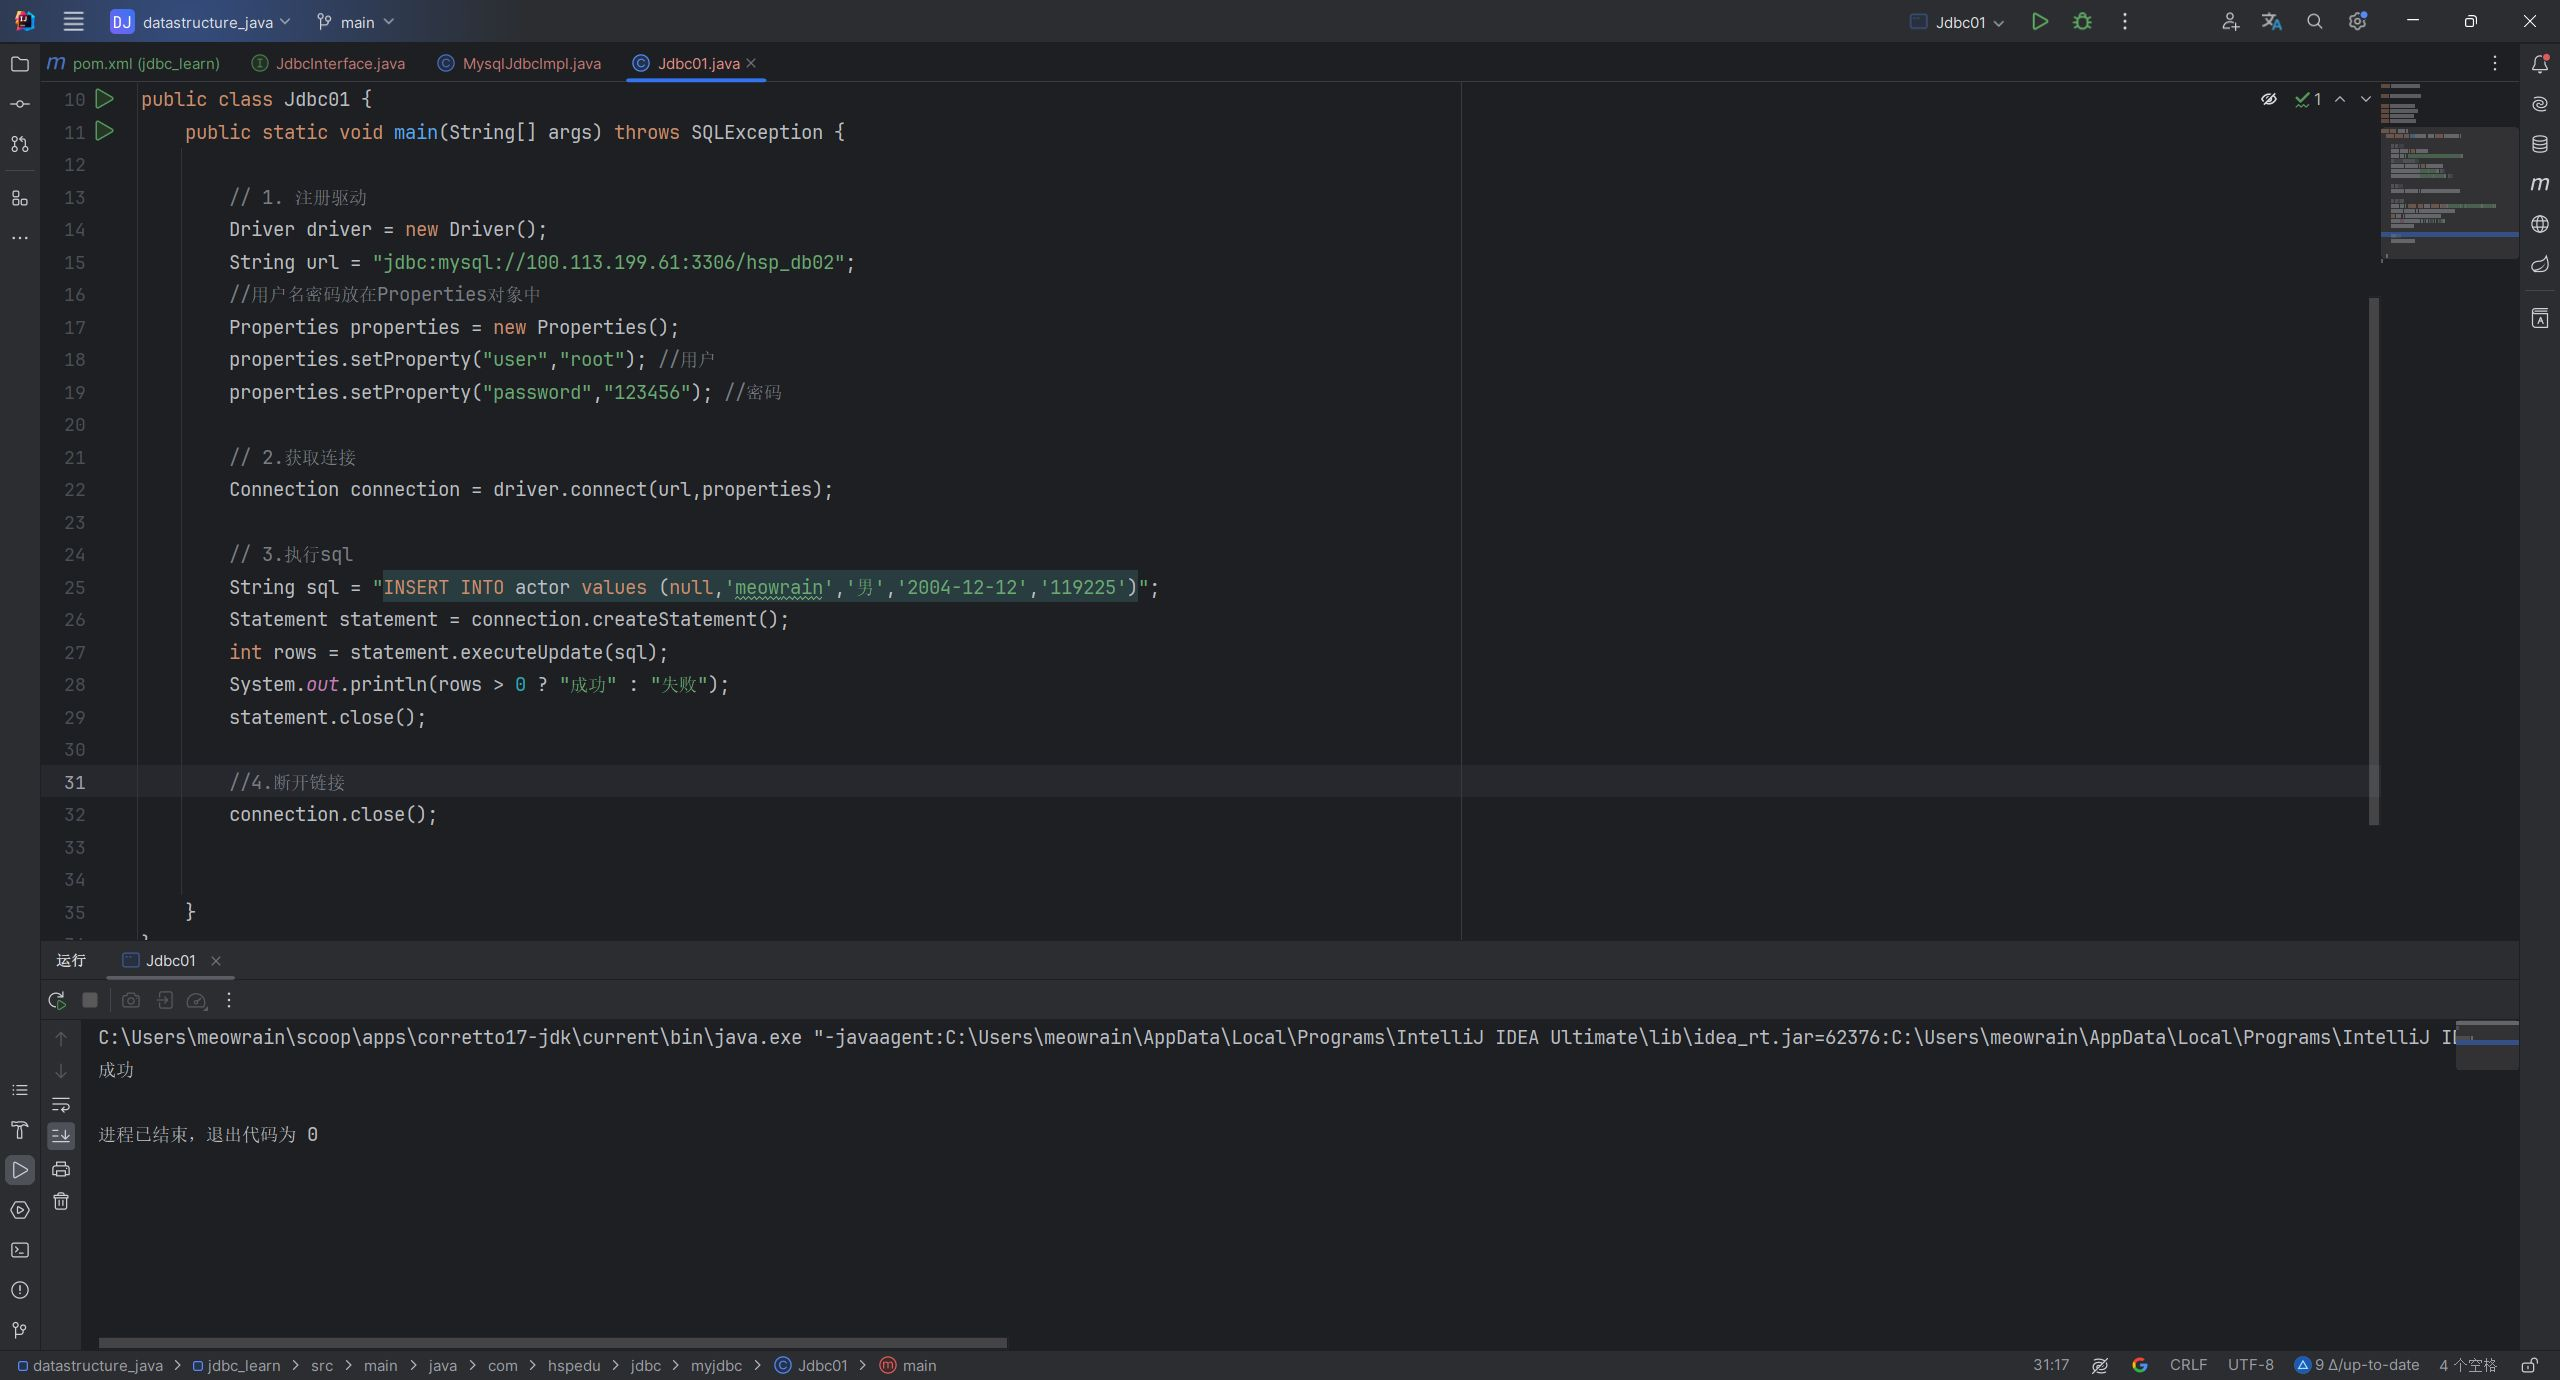 DJ datastructure_java main Jdbc01
pom.xml (jdbc_learn) JdbcInterface.java MysqlJdbcImpl.java Jdbc01.java
10 public class Jdbc01 {
11 public static void main(String[] args) throws SQLException {
12
13 // 1. 注册驱动
14 Driver driver = new Driver();
15 String url = "jdbc:mysql://100.113.199.61:3306/hsp_db02";
16 //用户名密码放在Properties对象中
17 Properties properties = new Properties();
18 properties.setProperty("user","root"); //用户
19 properties.setProperty("password","123456"); //密码
20
21 // 2.获取连接
22 Connection connection = driver.connect(url,properties);
23
24 // 3.执行sql
25 String sql = "INSERT INTO actor values (null,'meowrain','男','2004-12-12','119225')";
26 Statement statement = connection.createStatement();
27 int rows = statement.executeUpdate(sql);
28 System.out.println(rows > 0 ? "成功" : "失败");
29 statement.close();
30
31 //4.断开链接
32 connection.close();
33
34
35 }
1
运行 Jdbc01
C:\Users\meowrain\scoop\apps\corretto17-jdk\current\bin\java.exe "-javaagent:C:\Users\meowrain\AppData\Local\Programs\IntelliJ IDEA Ultimate\lib\idea_rt.jar=62376:C:\Users\meowrain\AppData\Local\Programs\IntelliJ
成功
进程已结束，退出代码为 0
datastructure_java > jdbc_learn > src > main > java > com > hspedu > jdbc > myjdbc > Jdbc01 > main
31:17 CRLF UTF-8 9 Δ/up-to-date 4 个空格